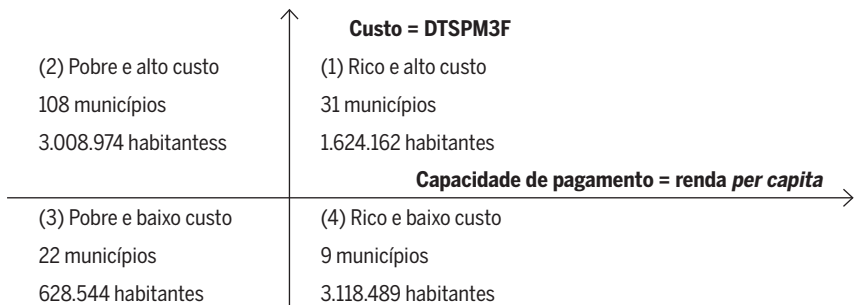 Custo = DTSPM3F
(2) Pobre e alto custo
108 municípios
3.008.974 habitantess
(1) Rico e alto custo
31 municípios
1.624.162 habitantes
Capacidade de pagamento = renda per capita
(3) Pobre e baixo custo
22 municípios
628.544 habitantes
(4) Rico e baixo custo
9 municípios
3.118.489 habitantes